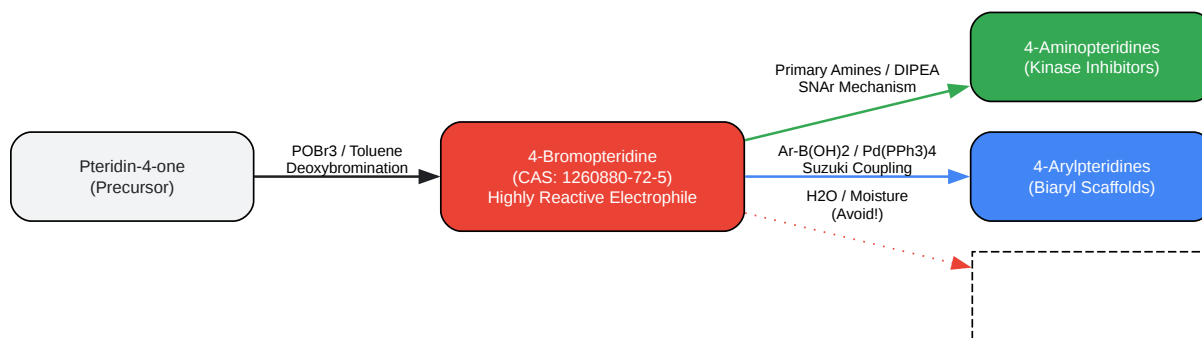 Pteridin-4-one
(Precursor)
POBr3 / Toluene
Deoxybromination
4-Bromopteridine
(CAS: 1260880-72-5)
Highly Reactive Electrophile
Primary Amines / DIPEA
SNAr Mechanism
4-Aminopteridines
(Kinase Inhibitors)
Ar-B(OH)2 / Pd(PPh3)4
Suzuki Coupling
4-Arylpteridines
(Biaryl Scaffolds)
H2O / Moisture
(Avoid!)